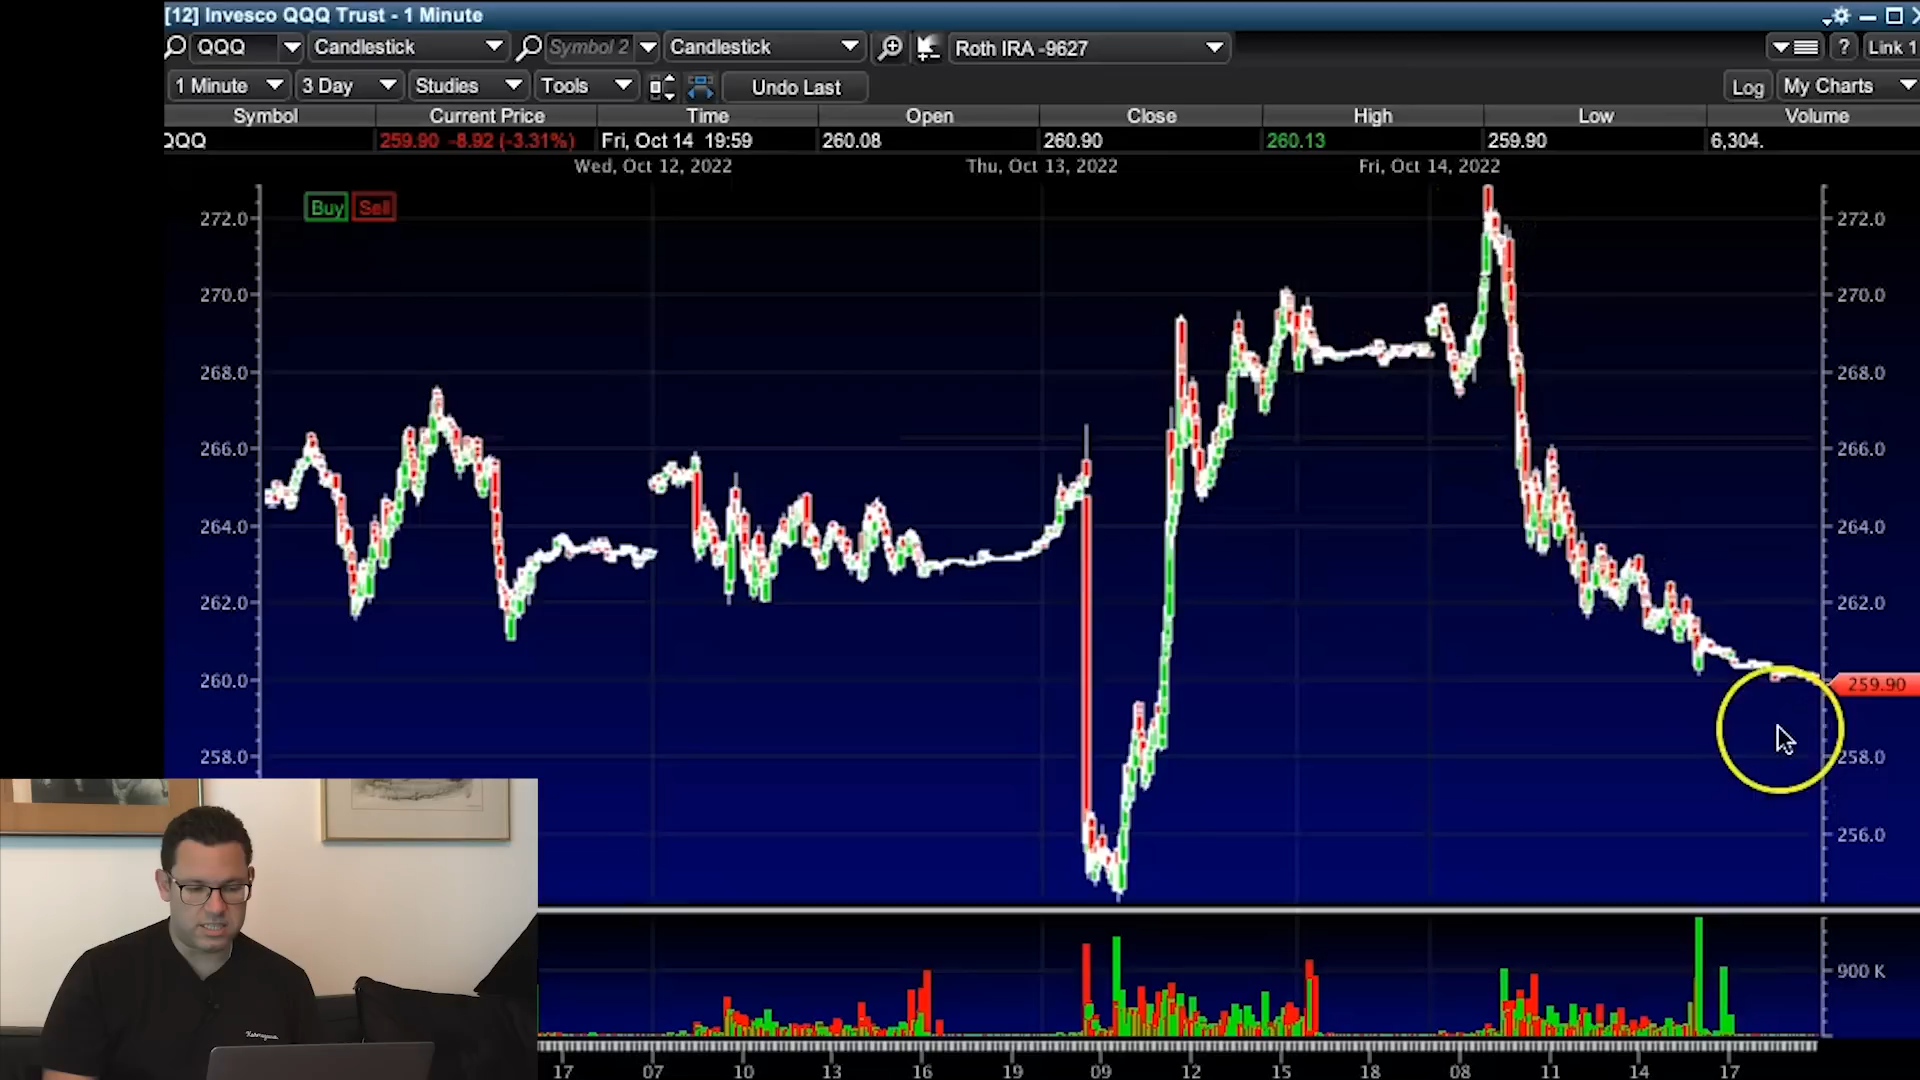 [12] Invesco QQQ Trust - 1 Minute
QQQ Candlestick Symbol 2 Candlestick Roth IRA -9627 ? Link 1
1 Minute 3 Day Studies Tools Undo Last Log My Charts
Symbol Current Price Time Open Close High Low Volume
QQQ 259.90 -8.92 (-3.31%) Fri, Oct 14 19:59 260.08 260.90 260.13 259.90 6,304.
Wed, Oct 12, 2022 Thu, Oct 13, 2022 Fri, Oct 14, 2022
Buy Sell
272.0 272.0
270.0 270.0
268.0 268.0
266.0 266.0
264.0 264.0
262.0 262.0
260.0 259.90
258.0 258.0
256.0
900 K
17 07 10 13 16 19 09 12 15 18 08 11 14 17